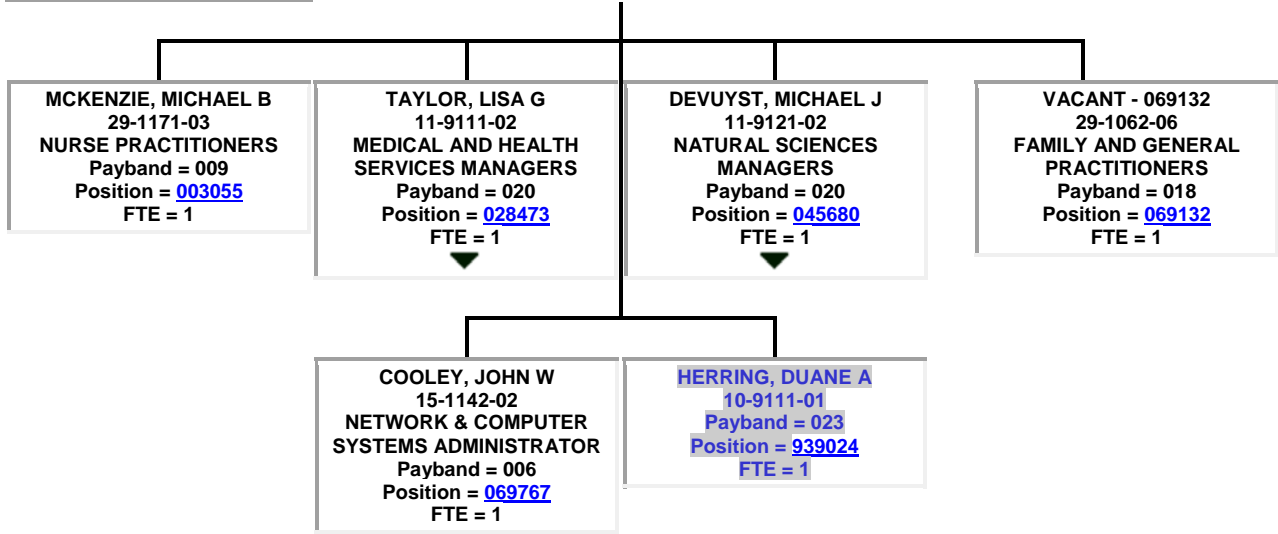 MCKENZIE, MICHAEL B
29-1171-03
NURSE PRACTITIONERS
Payband = 009
Position = 003055
FTE = 1
TAYLOR, LISA G
11-9111-02
MEDICAL AND HEALTH
SERVICES MANAGERS
Payband = 020
Position = 028473
FTE = 1
DEVUYST, MICHAEL J
11-9121-02
NATURAL SCIENCES
MANAGERS
Payband = 020
Position = 045680
FTE = 1
VACANT - 069132
29-1062-06
FAMILY AND GENERAL
PRACTITIONERS
Payband = 018
Position = 069132
FTE = 1
COOLEY, JOHN W
15-1142-02
NETWORK & COMPUTER
SYSTEMS ADMINISTRATOR
Payband = 006
Position = 069767
FTE = 1
HERRING, DUANE A
10-9111-01
Payband = 023
Position = 939024
FTE = 1